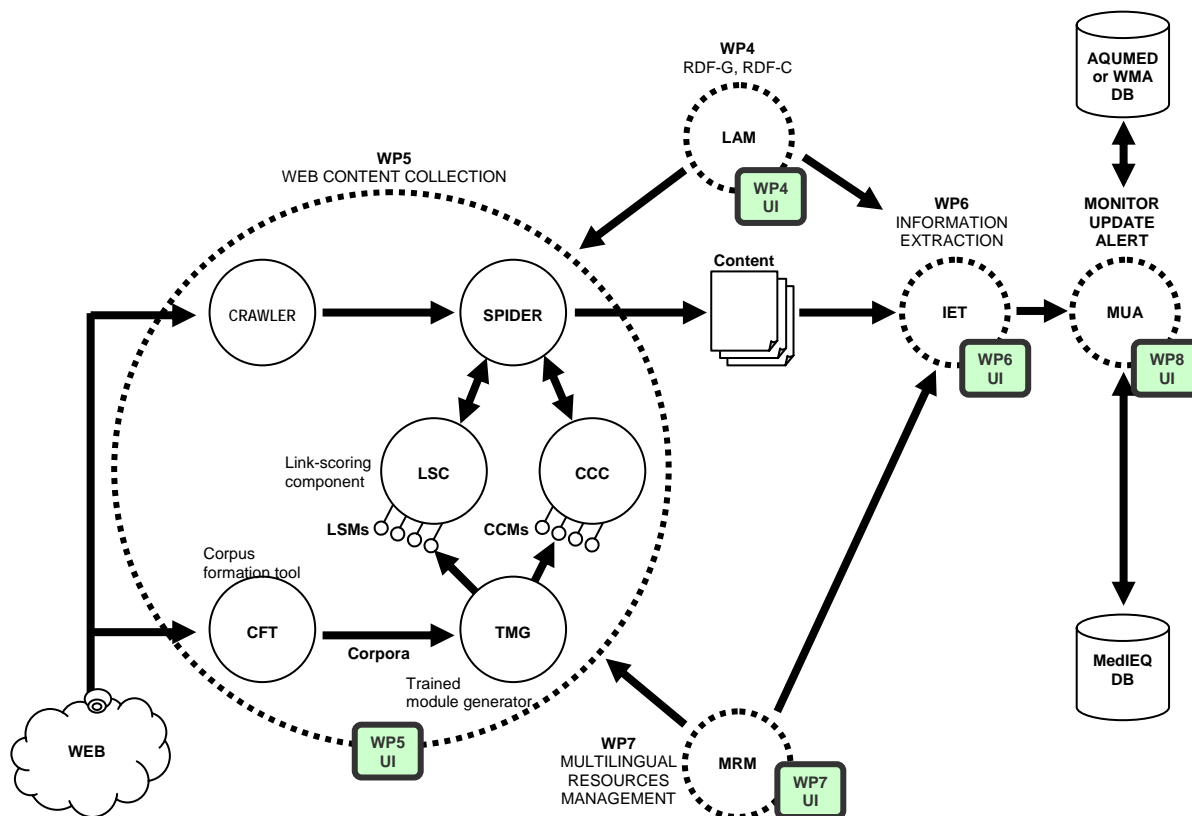 WP4
RDF-G, RDF-C
LAM
WP4
UI
AQUMED
or WMA
DB
WP5
WEB CONTENT COLLECTION
WP6
INFORMATION
EXTRACTION
MONITOR
UPDATE
ALERT
CRAWLER
SPIDER
Content
IET
WP6
UI
MUA
WP8
UI
Link-scoring
component
LSC
CCC
LSMs
CCMs
Corpus
formation tool
CFT
Corpora
TMG
Trained
module generator
WP5
UI
WEB
WP7
MULTILINGUAL
RESOURCES
MANAGEMENT
MRM
WP7
UI
MedIEQ
DB